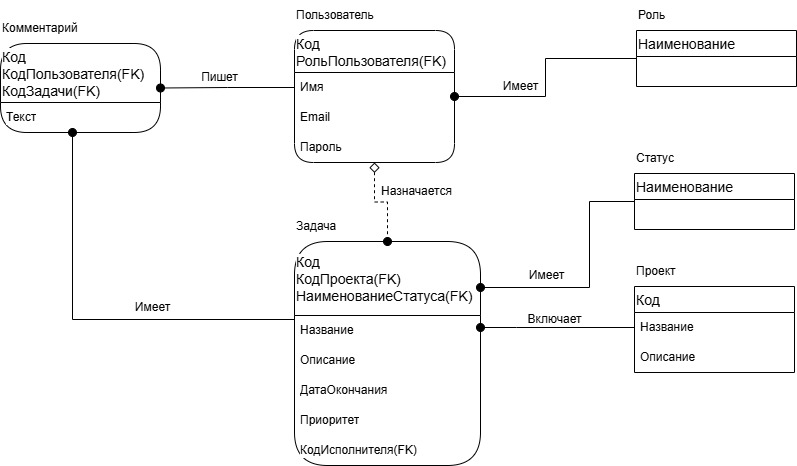 Комментарий
Код
КодПользователя(FK)
КодЗадачи(FK)
Текст
Пишет
Пользователь
Код
РольПользователя(FK)
Имя
Email
Пароль
Имеет
Роль
Наименование
Назначается
Статус
Наименование
Имеет
Задача
Код
КодПроекта(FK)
НаименованиеСтатуса(FK)
Название
Описание
ДатаОкончания
Приоритет
КодИсполнителя(FK)
Имеет
Включает
Проект
Код
Название
Описание